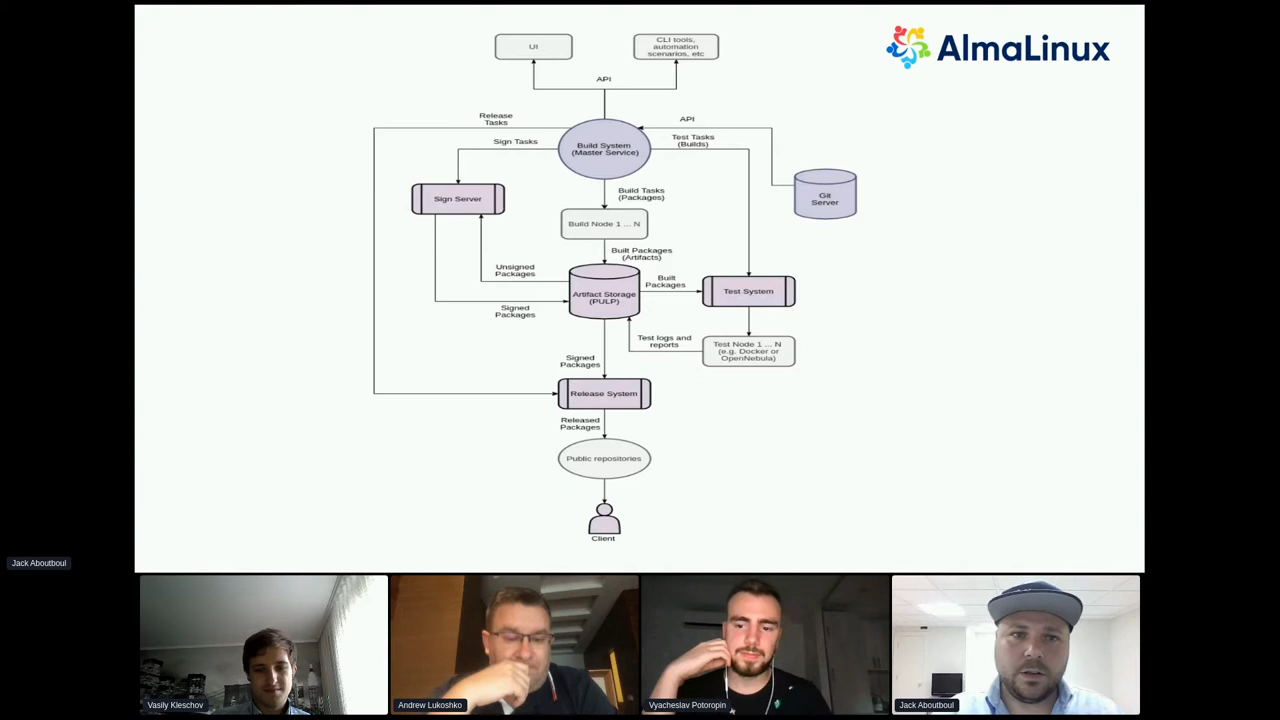 AlmaLinux
UI
CLI tools,
automation
scenarios, etc
API
Release
Tasks
API
Sign Tasks
Build System
(Master Service)
Test Tasks
(Builds)
Git
Server
Sign Server
Build Tasks
(Packages)
Build Node 1 ... N
Built Packages
(Artifacts)
Unsigned
Packages
Artifact Storage
(PULP)
Built
Packages
Test System
Signed
Packages
Test logs and
reports
Test Node 1 ... N
(e.g. Docker or
OpenNebula)
Signed
Packages
Release System
Released
Packages
Public repositories
Client
Jack Aboutboul
Vasily Kleschov
Andrew Lukoshko
Vyacheslav Potoropin
Jack Aboutboul